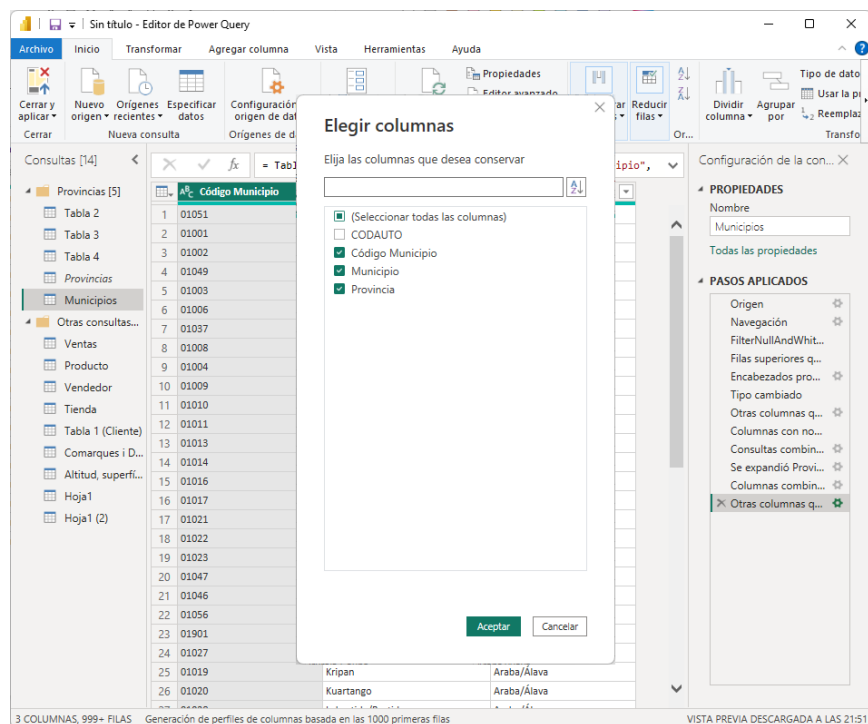 Sin título - Editor de Power Query
Archivo Inicio Transformar Agregar columna Vista Herramientas Ayuda
Cerrar y aplicar
Nuevo origen
Orígenes recientes
Especificar datos
Configuración origen de dat
Propiedades
Editor avanzado
Reducir filas
Dividir columna
Agrupar por
Tipo de dato
Usar la pr
Reemplaz
Cerrar
Nueva consulta
Orígenes de d
Or...
Transfo
Consultas [14]
Provincias [5]
Tabla 2
Tabla 3
Tabla 4
Provincias
Municipios
Otras consultas...
Ventas
Producto
Vendedor
Tienda
Tabla 1 (Cliente)
Comarques i D...
Altitud, superfí...
Hoja1
Hoja1 (2)
fx = Tabl
ipio",
ABC Código Municipio
1 01051
2 01001
3 01002
4 01049
5 01003
6 01006
7 01037
8 01008
9 01004
10 01009
11 01010
12 01011
13 01013
14 01014
15 01016
16 01017
17 01021
18 01022
19 01023
20 01047
21 01046
22 01056
23 01901
24 01027
25 01019 Kripan Araba/Álava
26 01020 Kuartango Araba/Álava
Elegir columnas
Elija las columnas que desea conservar
(Seleccionar todas las columnas)
CODAUTO
Código Municipio
Municipio
Provincia
Aceptar Cancelar
Configuración de la con...
PROPIEDADES
Nombre
Municipios
Todas las propiedades
PASOS APLICADOS
Origen
Navegación
FilterNullAndWhit...
Filas superiores q...
Encabezados pro...
Tipo cambiado
Otras columnas q...
Columnas con no...
Consultas combin...
Se expandió Provi...
Columnas combin...
Otras columnas q...
3 COLUMNAS, 999+ FILAS Generación de perfiles de columnas basada en las 1000 primeras filas
VISTA PREVIA DESCARGADA A LAS 21:51